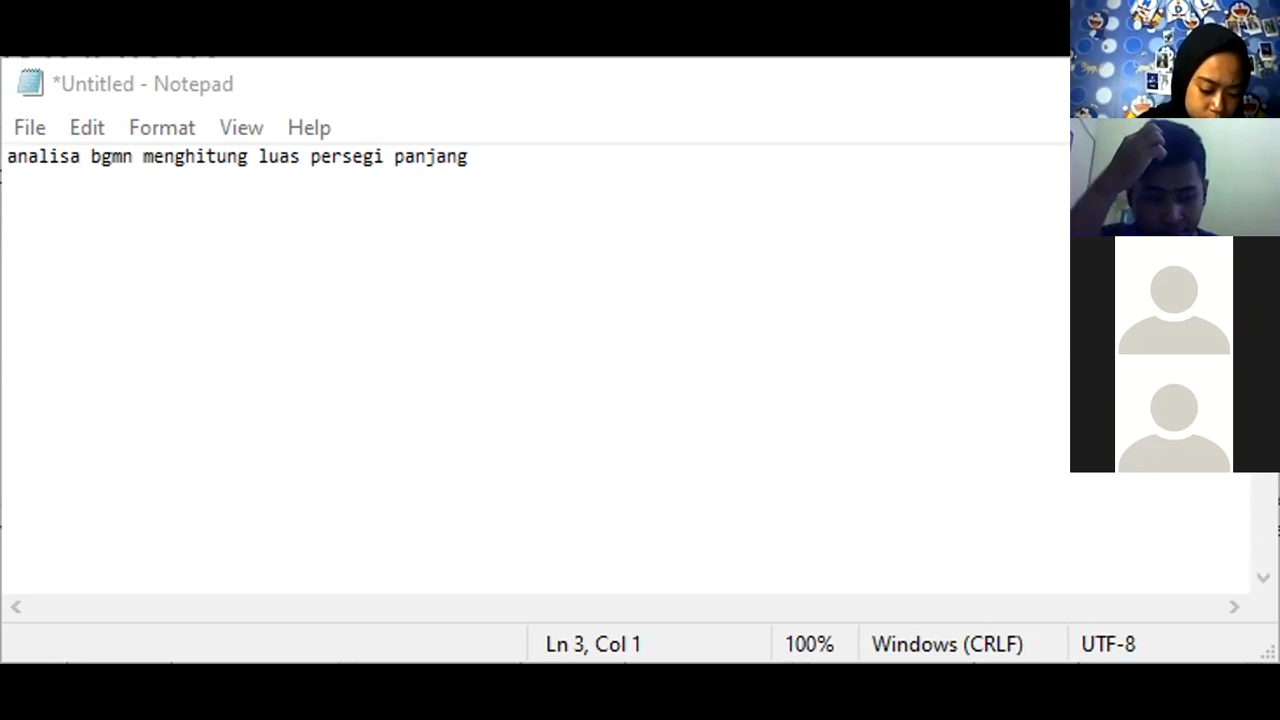 *Untitled - Notepad
File Edit Format View Help
analisa bgmn menghitung luas persegi panjang
Ln 3, Col 1 100% Windows (CRLF) UTF-8